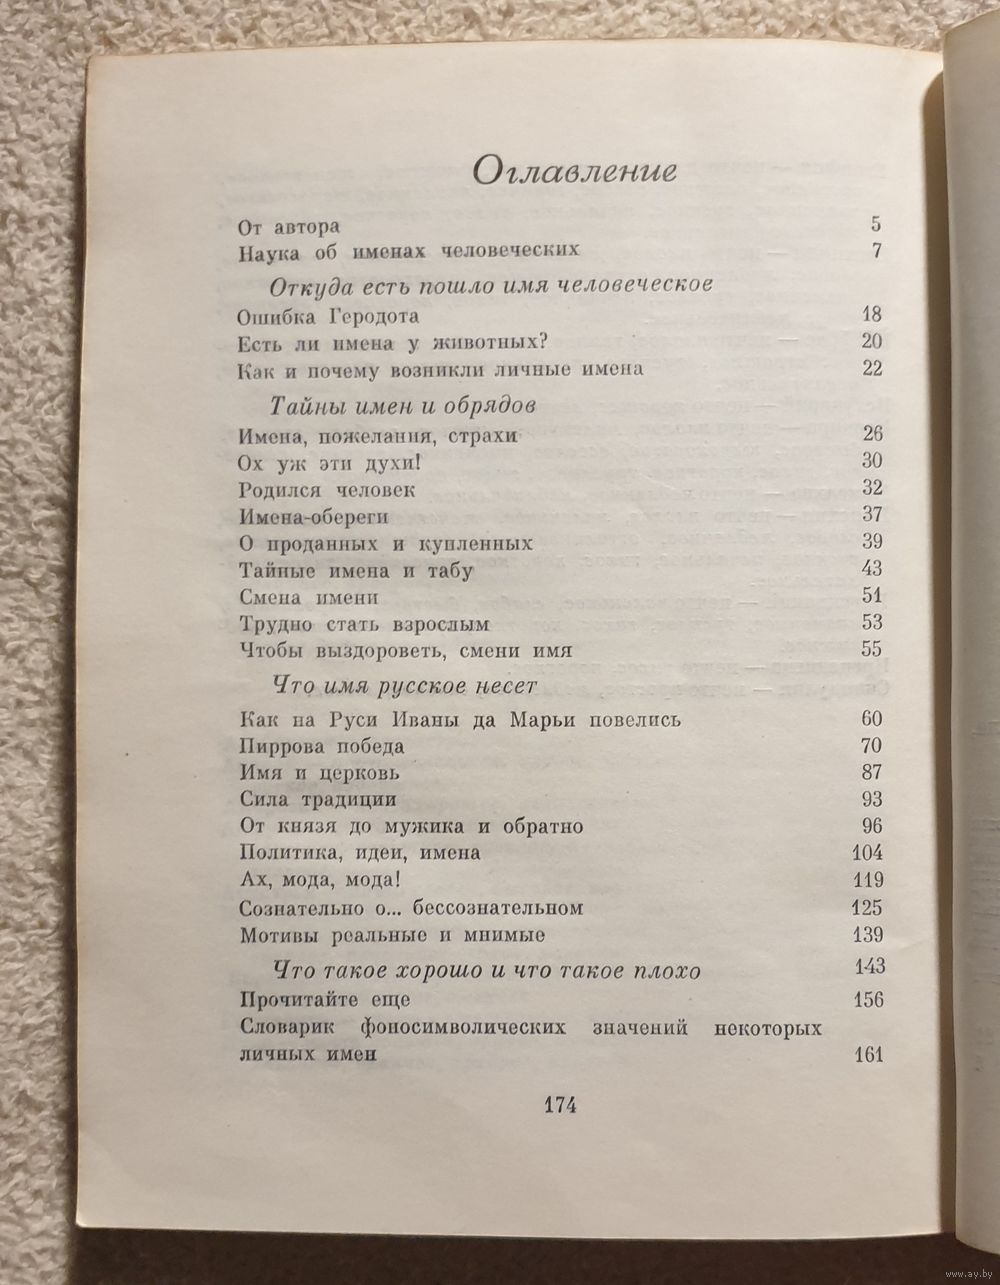 Оглавление
От автора 5
Наука об именах человеческих 7
Откуда есть пошло имя человеческое
Ошибка Геродота 18
Есть ли имена у животных? 20
Как и почему возникли личные имена 22
Тайны имен и обрядов
Имена, пожелания, страхи 26
Ох уж эти духи! 30
Родился человек 32
Имена-обереги 37
О проданных и купленных 39
Тайные имена и табу 43
Смена имени 51
Трудно стать взрослым 53
Чтобы выздороветь, смени имя 55
Что имя русское несет
Как на Руси Иваны да Марьи повелись 60
Пиррова победа 70
Имя и церковь 87
Сила традиции 93
От князя до мужика и обратно 96
Политика, идеи, имена 104
Ах, мода, мода! 119
Сознательно о... бессознательном 125
Мотивы реальные и мнимые 139
Что такое хорошо и что такое плохо 143
Прочитайте еще 156
Словарик фоносимволических значений некоторых
личных имен 161
174
www.ay.by